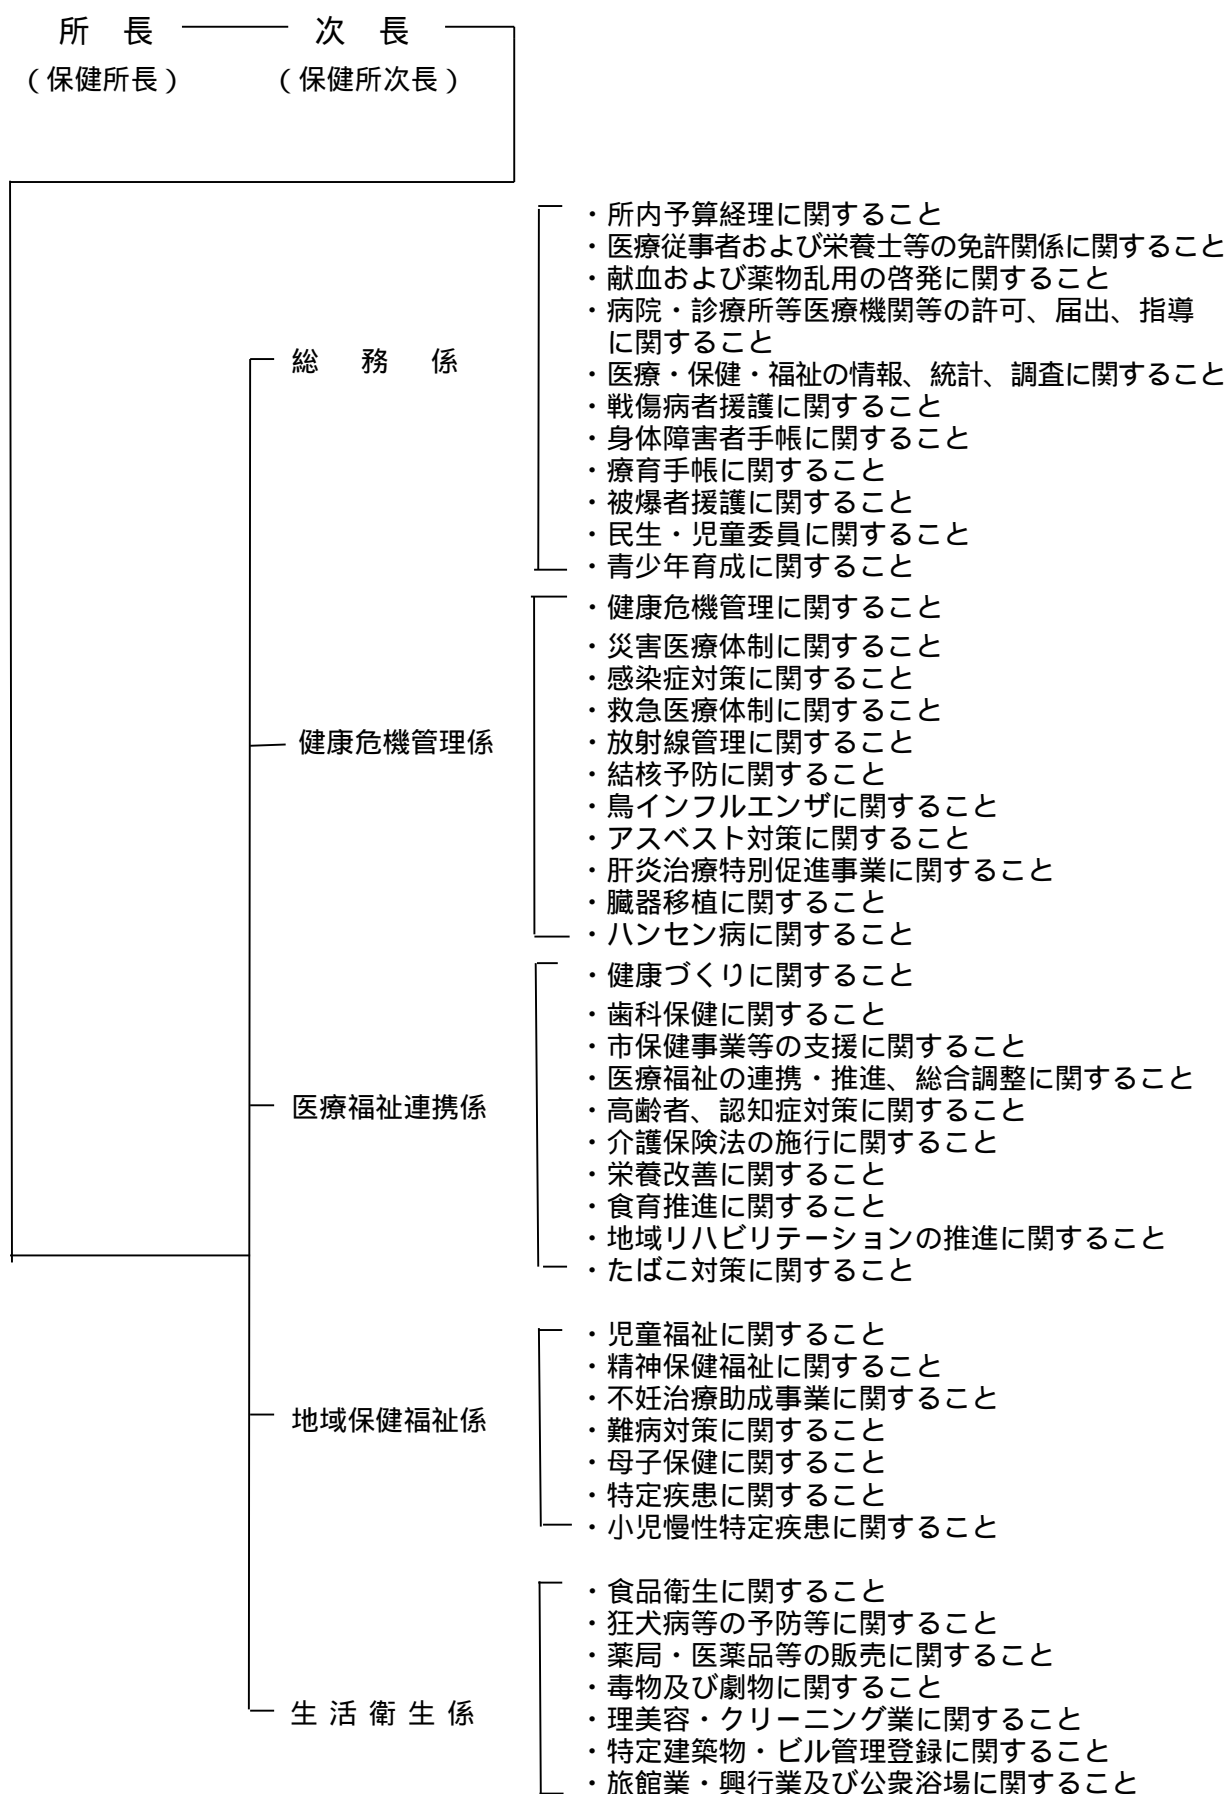 所　長　次　長
（保健所長）　（保健所次長）
総　務　係
・所内予算経理に関すること
・医療従事者および栄養士等の免許関係に関すること
・献血および薬物乱用の啓発に関すること
・病院・診療所等医療機関等の許可、届出、指導
に関すること
・医療・保健・福祉の情報、統計、調査に関すること
・戦傷病者援護に関すること
・身体障害者手帳に関すること
・療育手帳に関すること
・被爆者援護に関すること
・民生・児童委員に関すること
・青少年育成に関すること
健康危機管理係
・健康危機管理に関すること
・災害医療体制に関すること
・感染症対策に関すること
・救急医療体制に関すること
・放射線管理に関すること
・結核予防に関すること
・鳥インフルエンザに関すること
・アスベスト対策に関すること
・肝炎治療特別促進事業に関すること
・臓器移植に関すること
・ハンセン病に関すること
医療福祉連携係
・健康づくりに関すること
・歯科保健に関すること
・市保健事業等の支援に関すること
・医療福祉の連携・推進、総合調整に関すること
・高齢者、認知症対策に関すること
・介護保険法の施行に関すること
・栄養改善に関すること
・食育推進に関すること
・地域リハビリテーションの推進に関すること
・たばこ対策に関すること
地域保健福祉係
・児童福祉に関すること
・精神保健福祉に関すること
・不妊治療助成事業に関すること
・難病対策に関すること
・母子保健に関すること
・特定疾患に関すること
・小児慢性特定疾患に関すること
生活衛生係
・食品衛生に関すること
・狂犬病等の予防等に関すること
・薬局・医薬品等の販売に関すること
・毒物及び劇物に関すること
・理美容・クリーニング業に関すること
・特定建築物・ビル管理登録に関すること
・旅館業・興行業及び公衆浴場に関すること